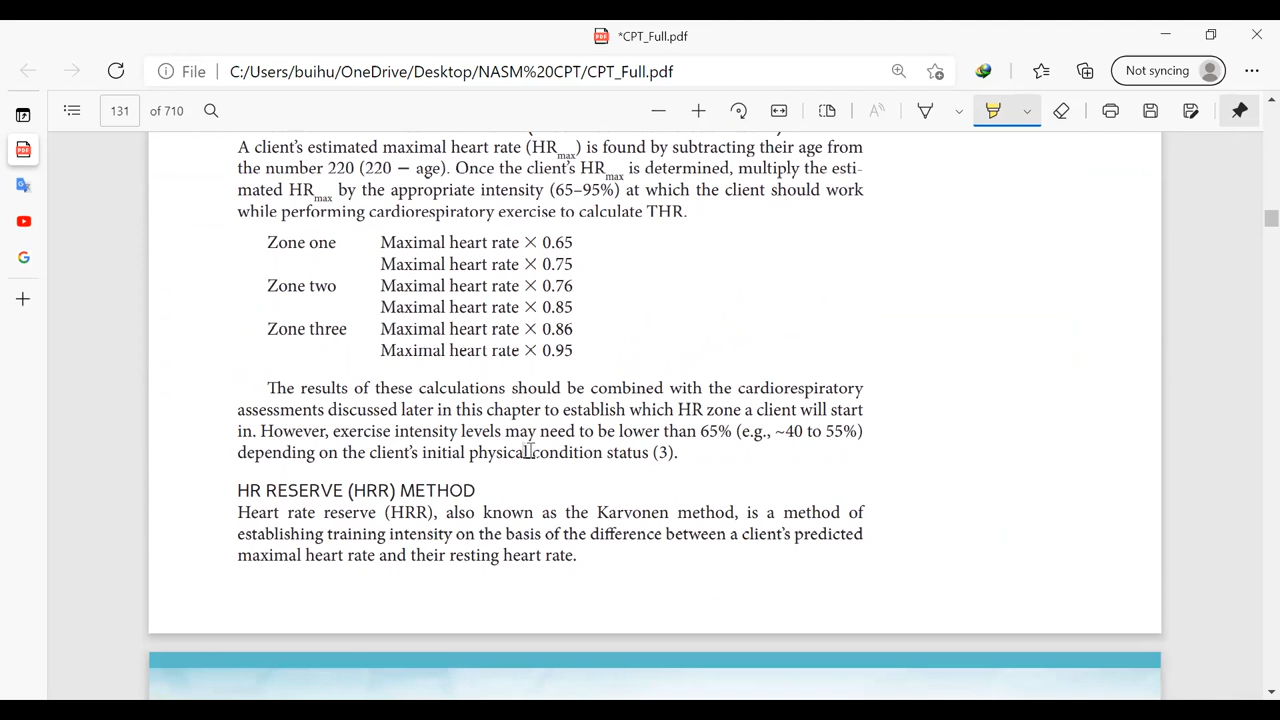 *CPT_Full.pdf
File
C:/Users/buihu/OneDrive/Desktop/NASM%20CPT/CPT_Full.pdf
Not syncing
131 of 710
A client’s estimated maximal heart rate (HRmax) is found by subtracting their age from
the number 220 (220 − age). Once the client’s HRmax is determined, multiply the esti-
mated HRmax by the appropriate intensity (65–95%) at which the client should work
while performing cardiorespiratory exercise to calculate THR.
Zone one Maximal heart rate × 0.65
Maximal heart rate × 0.75
Zone two Maximal heart rate × 0.76
Maximal heart rate × 0.85
Zone three Maximal heart rate × 0.86
Maximal heart rate × 0.95
The results of these calculations should be combined with the cardiorespiratory
assessments discussed later in this chapter to establish which HR zone a client will start
in. However, exercise intensity levels may need to be lower than 65% (e.g., ~40 to 55%)
depending on the client’s initial physical condition status (3).
HR RESERVE (HRR) METHOD
Heart rate reserve (HRR), also known as the Karvonen method, is a method of
establishing training intensity on the basis of the difference between a client’s predicted
maximal heart rate and their resting heart rate.